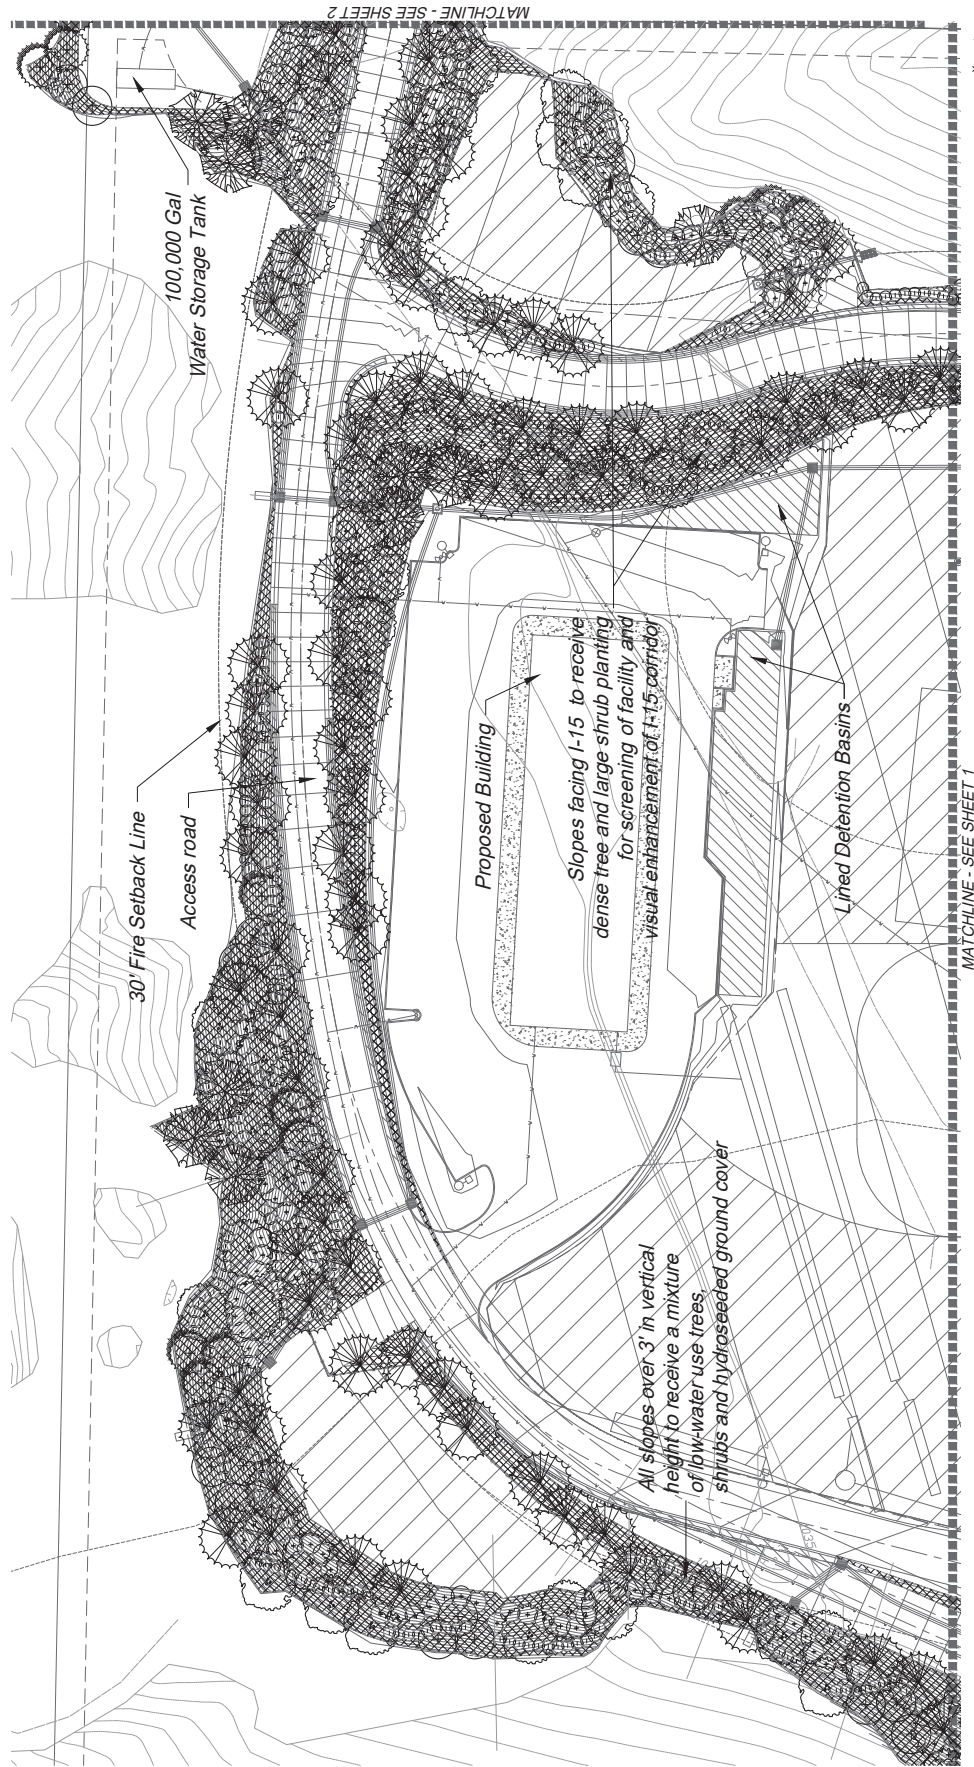 MATCHLINE - SEE SHEET 2
100,000 Gal
Water Storage Tank
30' Fire Setback Line
Access road
Proposed Building
Slopes facing I-15 to receive
dense tree and large shrub planting
for screening of facility and
visual enhancement of I-15 corridor
Lined Detention Basins
MATCHLINE - SEE SHEET 1
All slopes over 3' in vertical
height to receive a mixture
of low-water use trees,
shrubs and hydroseeded ground cover